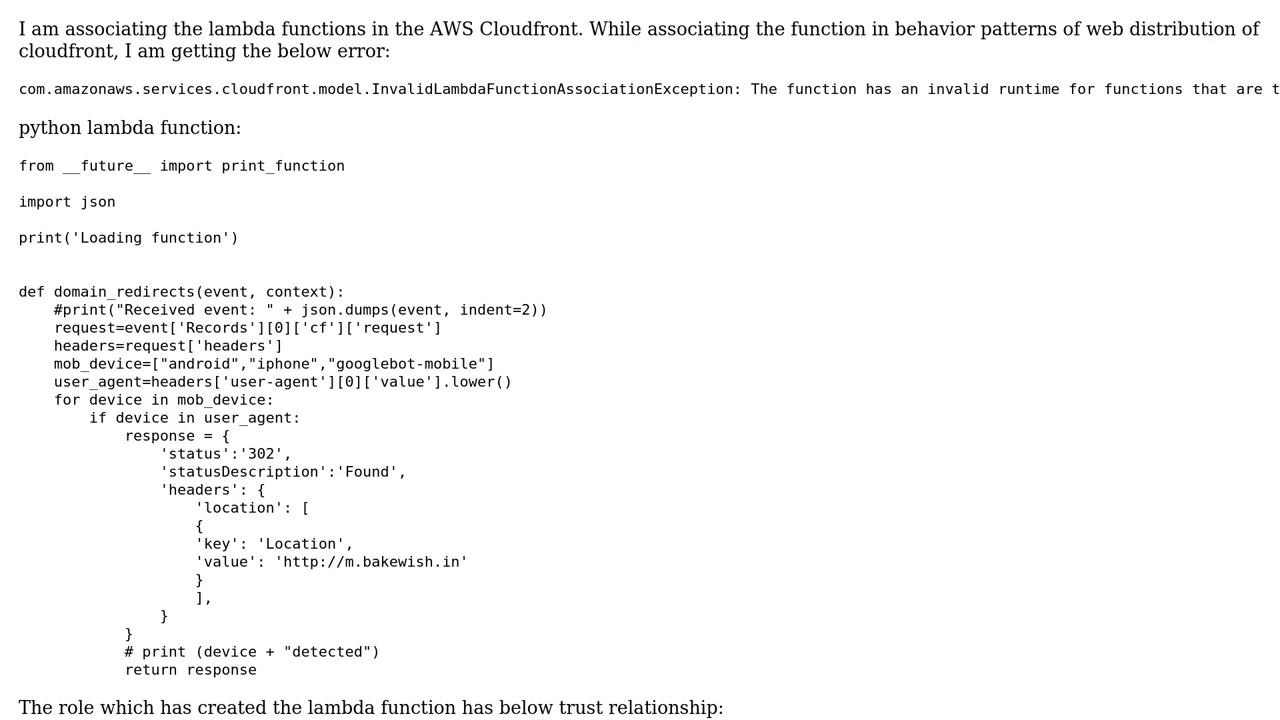 I am associating the lambda functions in the AWS Cloudfront. While associating the function in behavior patterns of web distribution of
cloudfront, I am getting the below error:
com.amazonaws.services.cloudfront.model.InvalidLambdaFunctionAssociationException: The function has an invalid runtime for functions that are t
python lambda function:
from __future__ import print_function
import json
print('Loading function')
def domain_redirects(event, context):
    #print("Received event: " + json.dumps(event, indent=2))
    request=event['Records'][0]['cf']['request']
    headers=request['headers']
    mob_device=["android","iphone","googlebot-mobile"]
    user_agent=headers['user-agent'][0]['value'].lower()
    for device in mob_device:
        if device in user_agent:
            response = {
                'status':'302',
                'statusDescription':'Found',
                'headers': {
                    'location': [
                    {
                    'key': 'Location',
                    'value': 'http://m.bakewish.in'
                    }
                    ],
                }
            }
            # print (device + "detected")
            return response
The role which has created the lambda function has below trust relationship: